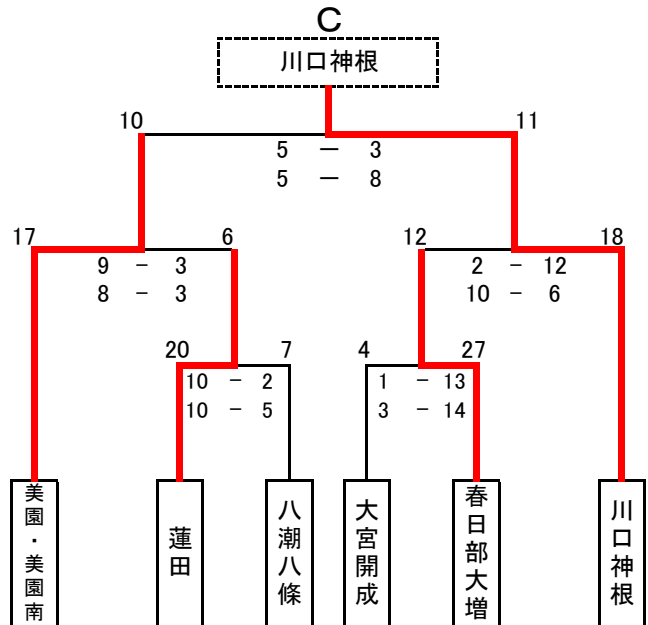 C
川口神根
10 11
5 － 3
5 － 8
17 6 12 18
9 － 3 2 － 12
8 － 3 10 － 6
20 7 4 27
10 － 2 1 － 13
10 － 5 3 － 14
美園・美園南
蓮田
八潮八條
大宮開成
春日部大増
川口神根